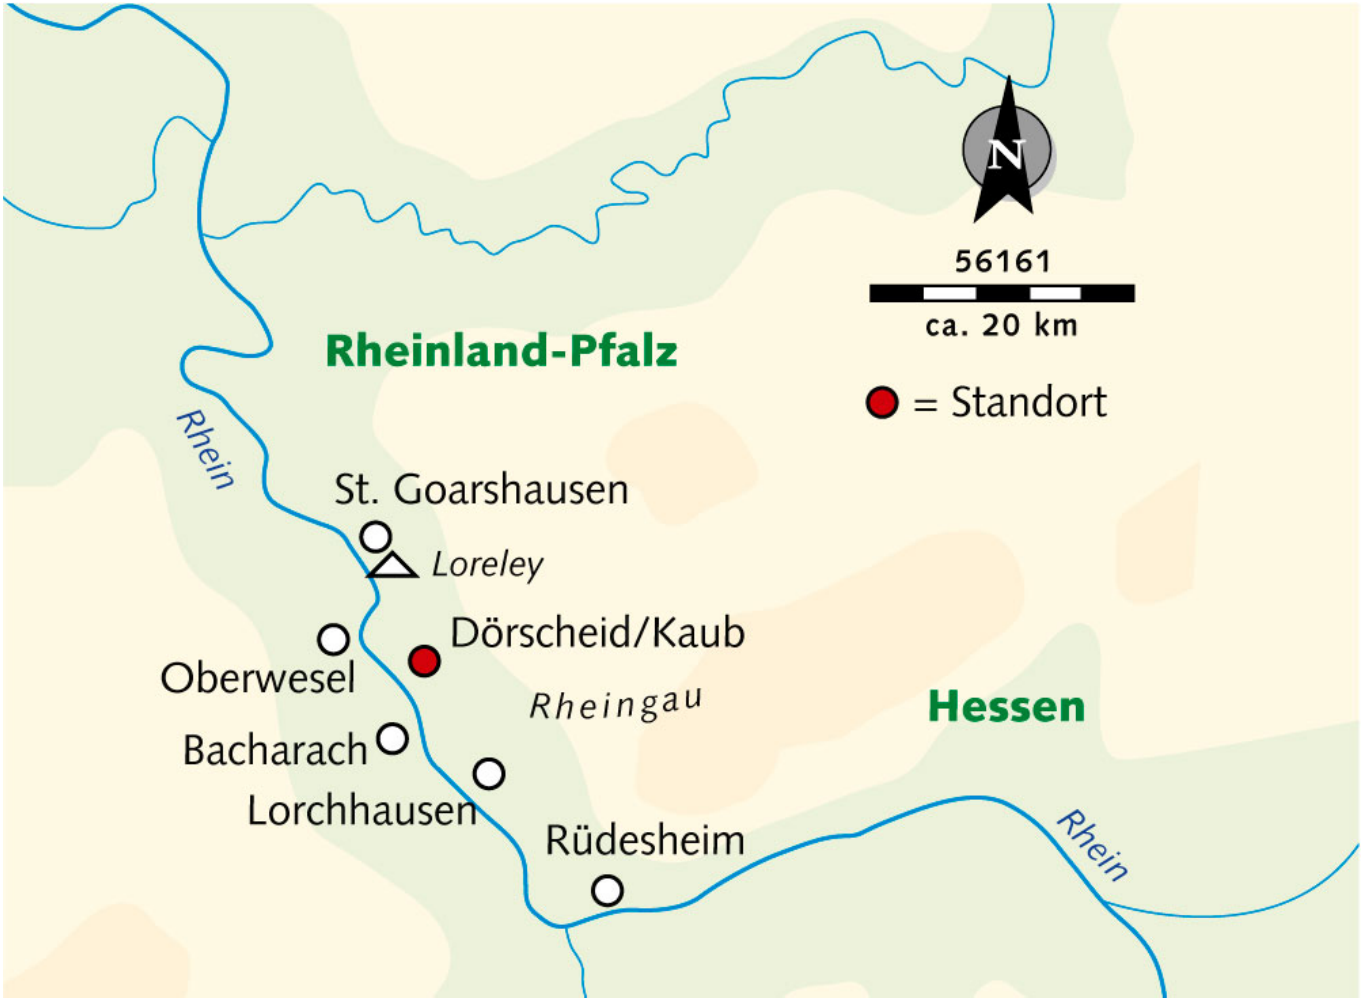 N
56161
ca. 20 km
Rheinland-Pfalz
= Standort
Rhein
St. Goarshausen
Loreley
Dörscheid/Kaub
Oberwesel
Rheingau
Hessen
Bacharach
Lorchhausen
Rüdesheim
Rhein